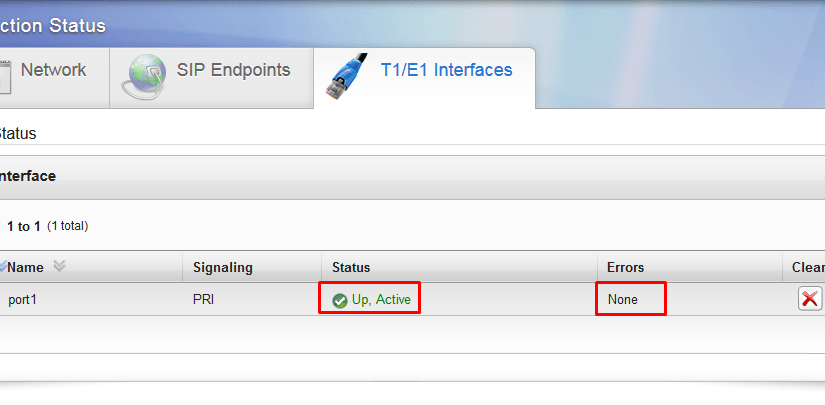 ction Status
Network SIP Endpoints T1/E1 Interfaces
Status
nterface
1 to 1 (1 total)
Name Signaling Status Errors Clear
port1 PRI Up, Active None